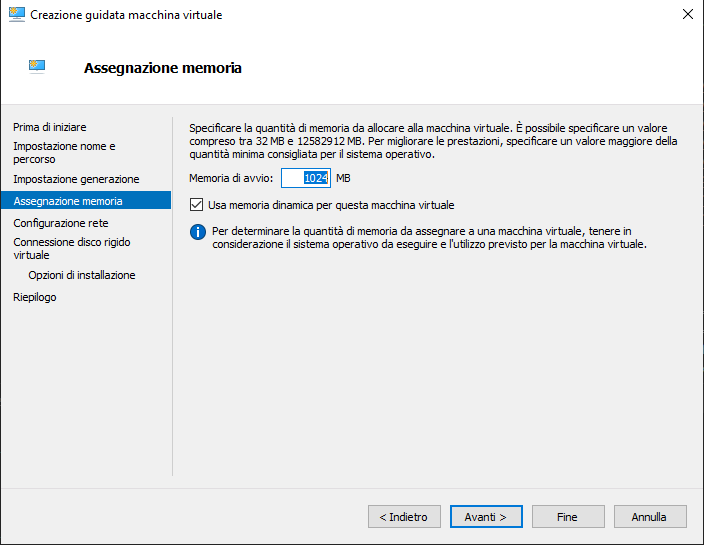 Creazione guidata macchina virtuale
Assegnazione memoria
Prima di iniziare
Impostazione nome e
percorso
Impostazione generazione
Assegnazione memoria
Configurazione rete
Connessione disco rigido
virtuale
Opzioni di installazione
Riepilogo
Specificare la quantità di memoria da allocare alla macchina virtuale. È possibile specificare un valore
compreso tra 32 MB e 12582912 MB. Per migliorare le prestazioni, specificare un valore maggiore della
quantità minima consigliata per il sistema operativo.
Memoria di avvio: 1024 MB
Usa memoria dinamica per questa macchina virtuale
Per determinare la quantità di memoria da assegnare a una macchina virtuale, tenere in
considerazione il sistema operativo da eseguire e l'utilizzo previsto per la macchina virtuale.
< Indietro Avanti > Fine Annulla